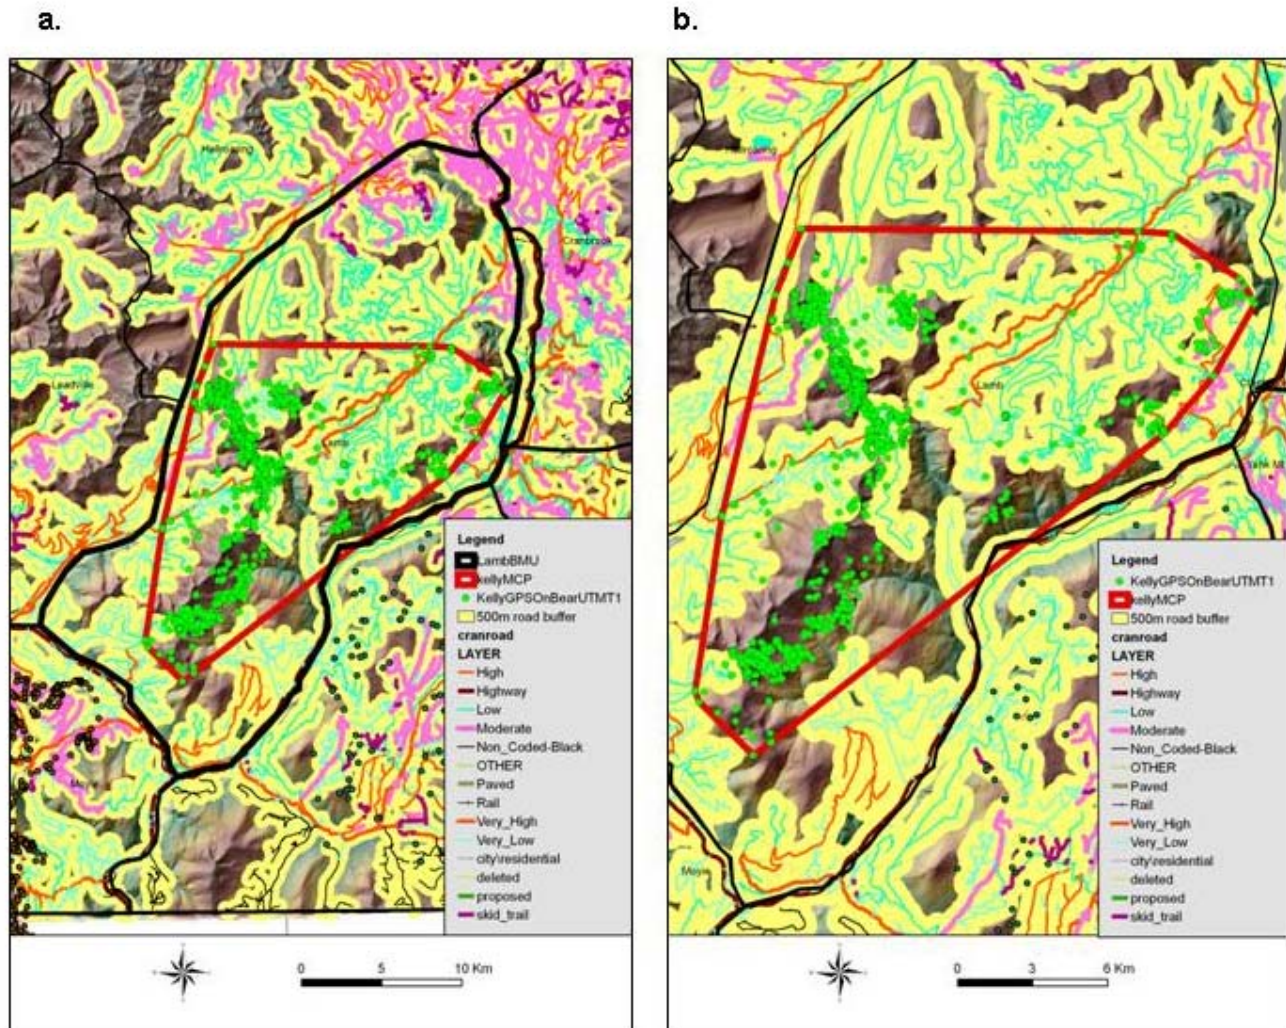 a.
b.
Hellroaring
Cranbrook
Leadville
Lamb
Legend
LambBMU
kellyMCP
KellyGPSOnBearUTMT1
500m road buffer
cranroad
LAYER
High
Highway
Low
Moderate
Non_Coded-Black
OTHER
Paved
Rail
Very_High
Very_Low
city\residential
deleted
proposed
skid_trail
0 5 10 Km
Lamb
Moyie
Legend
KellyGPSOnBearUTMT1
kellyMCP
500m road buffer
cranroad
LAYER
High
Highway
Low
Moderate
Non_Coded-Black
OTHER
Paved
Rail
Very_High
Very_Low
city\residential
deleted
proposed
skid_trail
0 3 6 Km